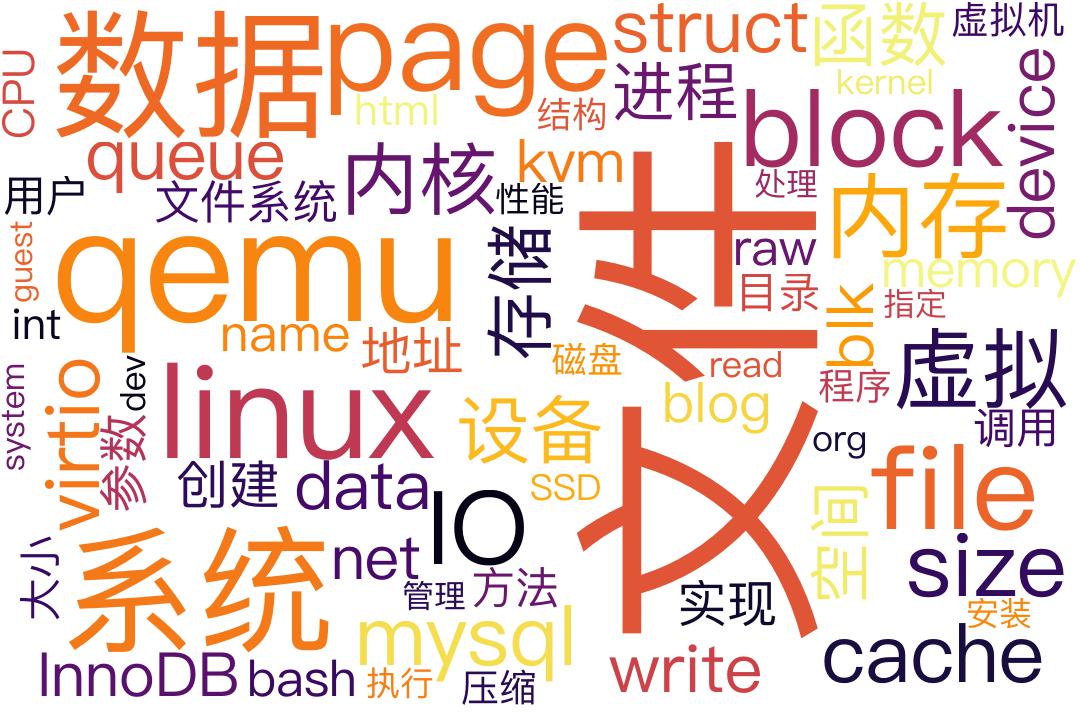 CPU
数据
page
struct
函数
虚拟机
html
结构
进程
kernel
queue
内核
kvm
block
device
用户
文件系统
性能
处理
内存
guest
qemu
存储
文件
raw
目录
memory
int
name
地址
磁盘
read
blk
指定
虚拟
system
virtio
dev
参数
linux
设备
blog
程序
调用
创建
data
IO
SSD
org
file
大小
系统
net
管理
方法
实现
空间
size
安装
mysql
InnoDB
bash
执行
压缩
write
cache